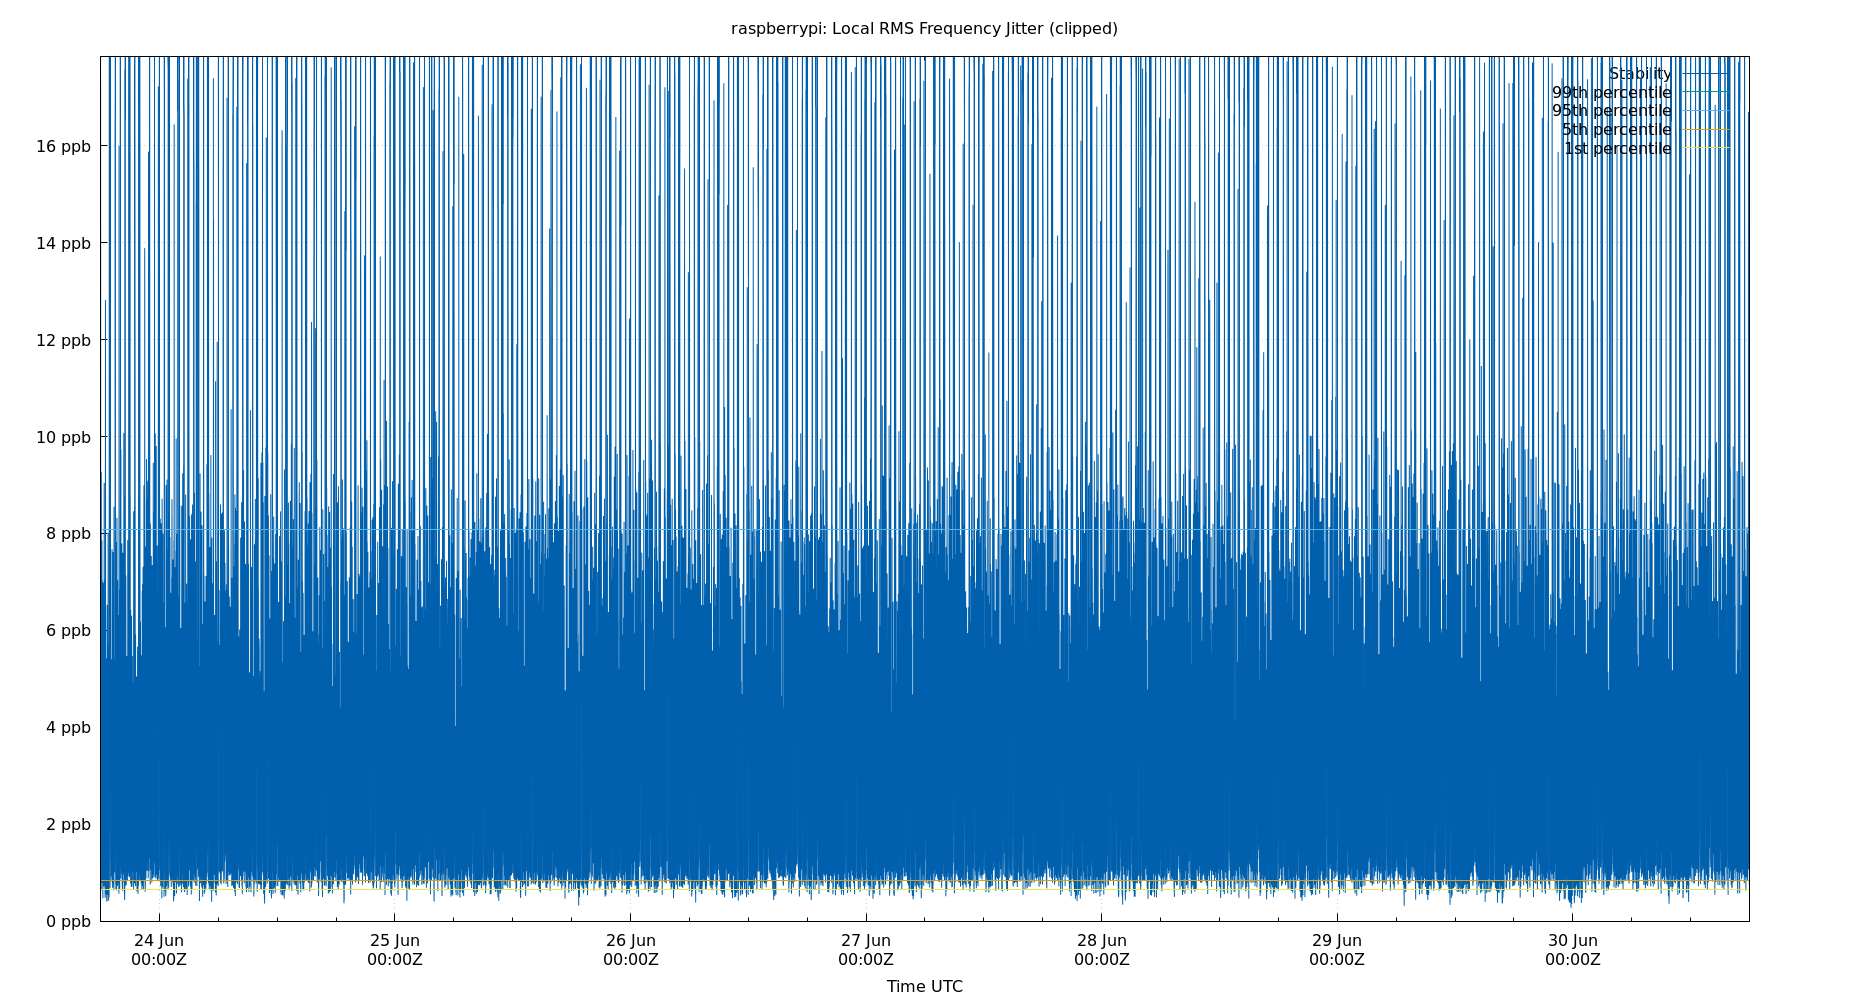 raspberrypi: Local RMS Frequency Jitter (clipped)
Stability
99th percentile
95th percentile
5th percentile
1st percentile
16 ppb
14 ppb
12 ppb
10 ppb
8 ppb
6 ppb
4 ppb
2 ppb
0 ppb
24 Jun 25 Jun 26 Jun 27 Jun 28 Jun 29 Jun 30 Jun
00:00Z 00:00Z 00:00Z 00:00Z 00:00Z 00:00Z 00:00Z
Time UTC